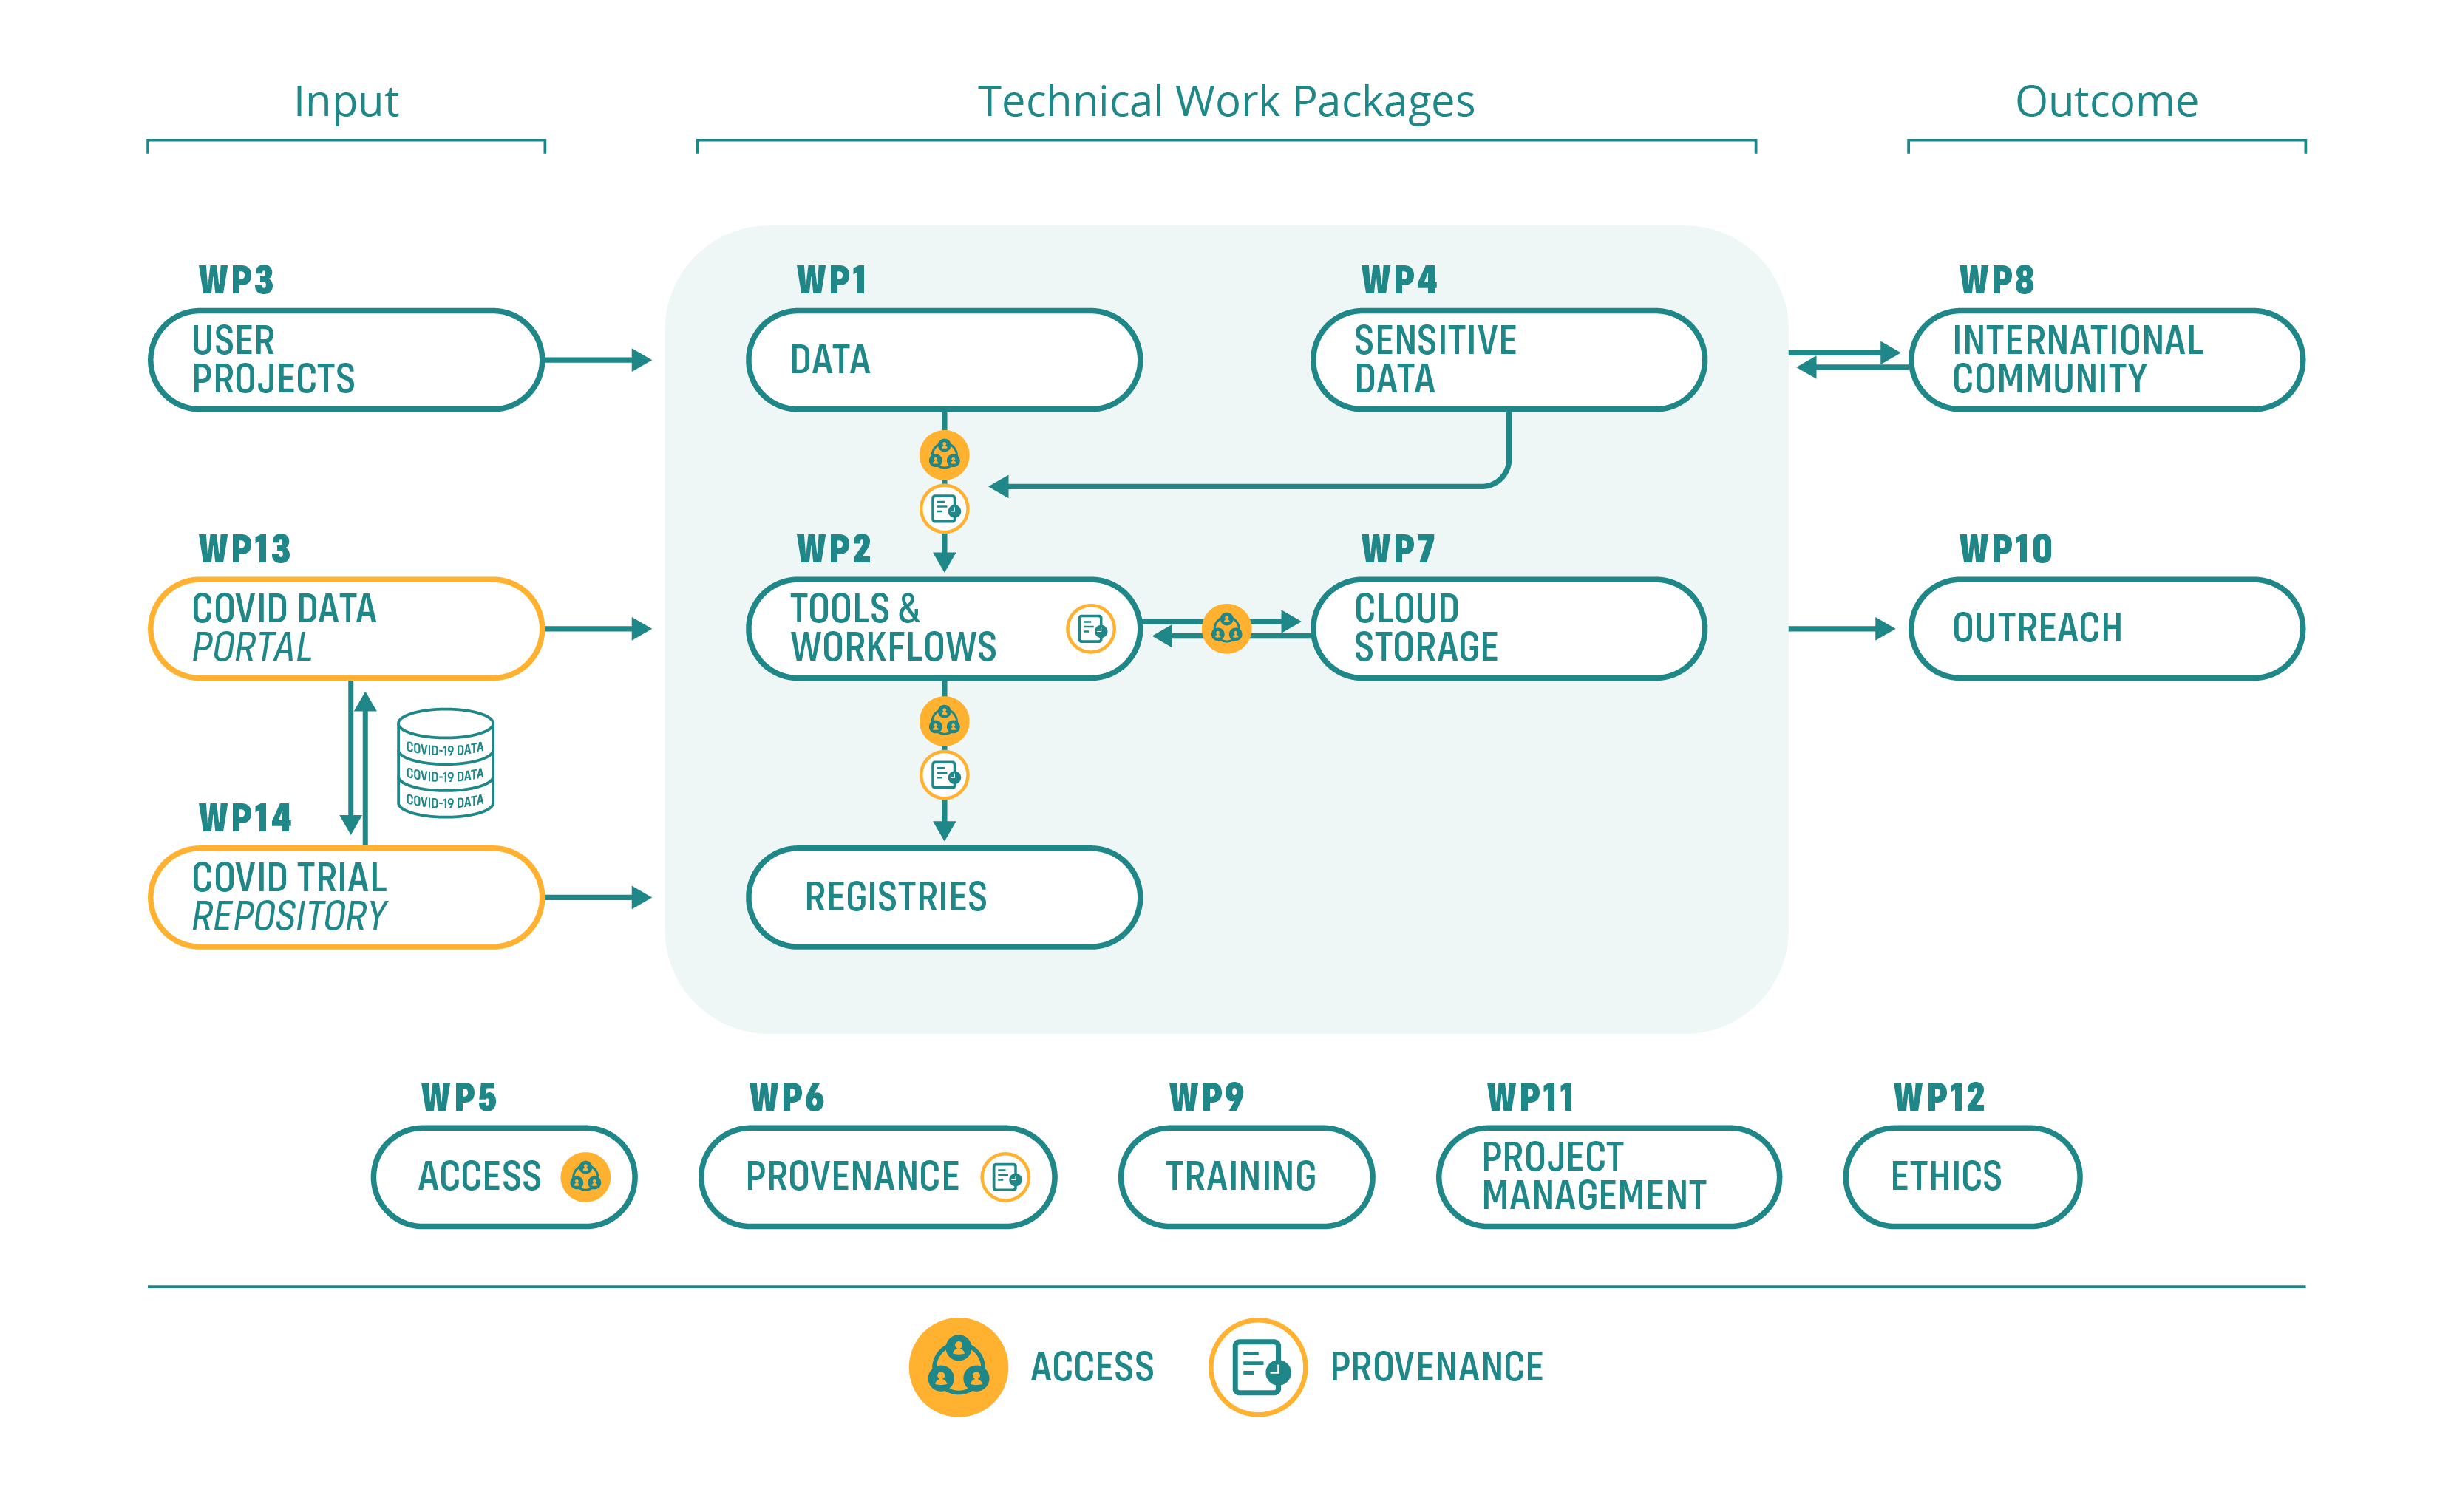 Input
Technical Work Packages
Outcome
WP3
USER
PROJECTS
WP1
DATA
WP4
SENSITIVE
DATA
WP8
INTERNATIONAL
COMMUNITY
WP13
COVID DATA
PORTAL
WP2
TOOLS &
WORKFLOWS
WP7
CLOUD
STORAGE
WP10
OUTREACH
COVID-19 DATA
COVID-19 DATA
COVID-19 DATA
WP14
COVID TRIAL
REPOSITORY
REGISTRIES
WP5
ACCESS
WP6
PROVENANCE
WP9
TRAINING
WP11
PROJECT
MANAGEMENT
WP12
ETHICS
ACCESS
PROVENANCE